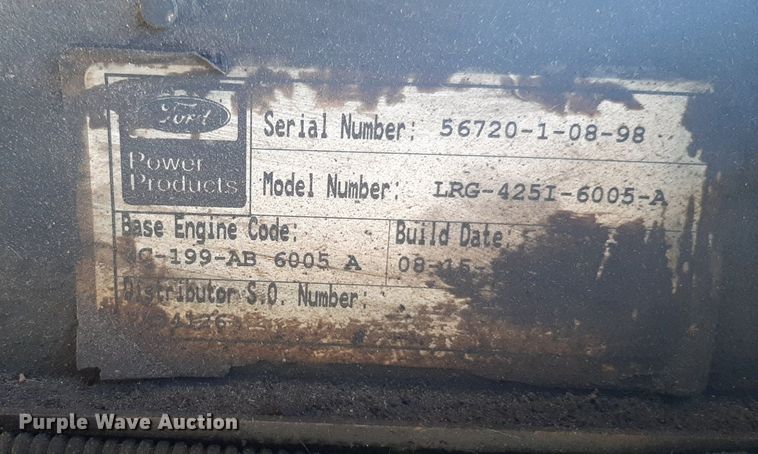 Ford
Power
Products
Serial Number: 56720-1-08-98
Model Number: LRG-425I-6005-A
Base Engine Code:
Build Date:
6C-199-AB 6005 A
08-15-
Distributor S.O. Number:
Purple Wave Auction